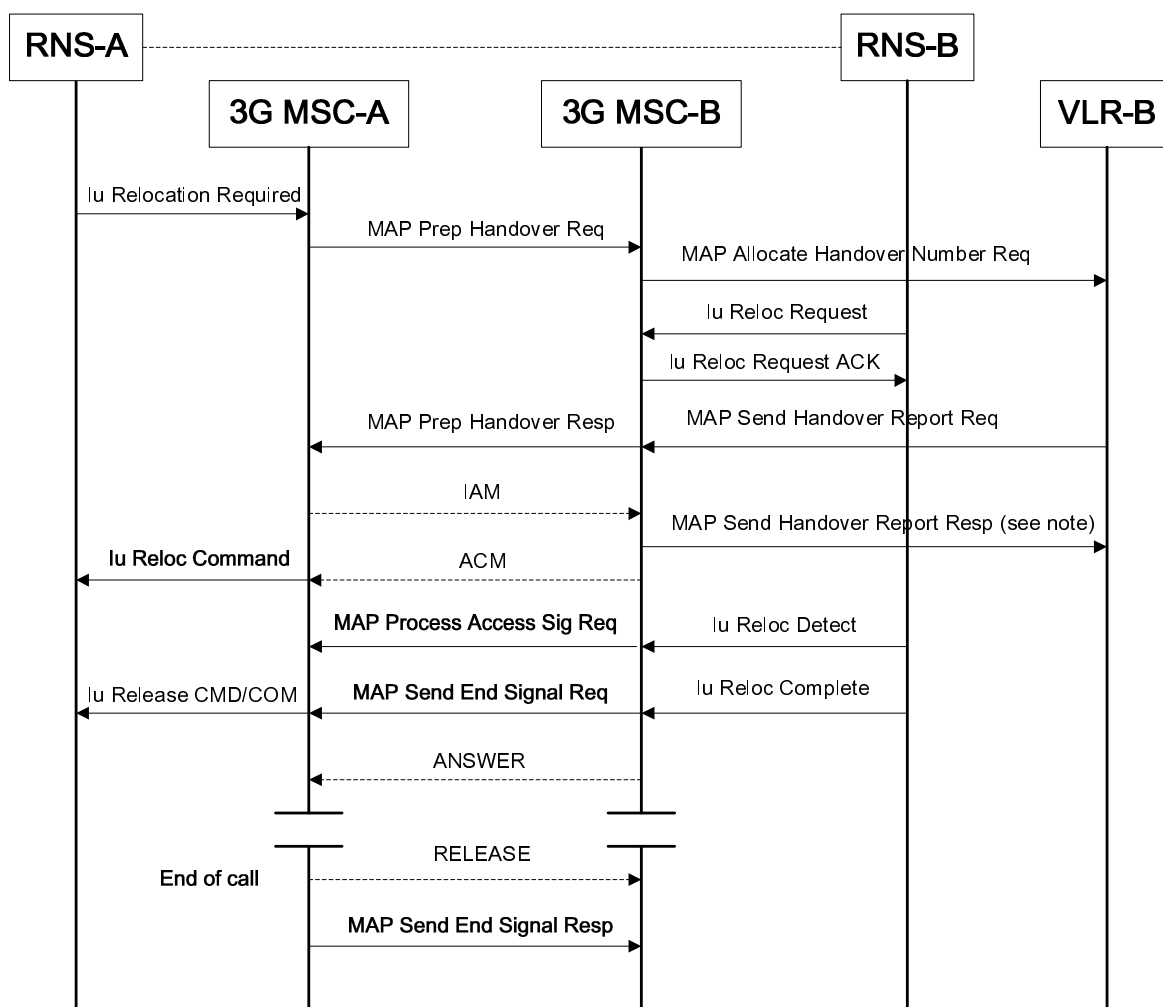 RNS-A
RNS-B
3G MSC-A
3G MSC-B
VLR-B
Iu Relocation Required
MAP Prep Handover Req
MAP Allocate Handover Number Req
Iu Reloc Request
Iu Reloc Request ACK
MAP Prep Handover Resp
MAP Send Handover Report Req
IAM
MAP Send Handover Report Resp (see note)
Iu Reloc Command
ACM
MAP Process Access Sig Req
Iu Reloc Detect
Iu Release CMD/COM
MAP Send End Signal Req
Iu Reloc Complete
ANSWER
RELEASE
End of call
MAP Send End Signal Resp